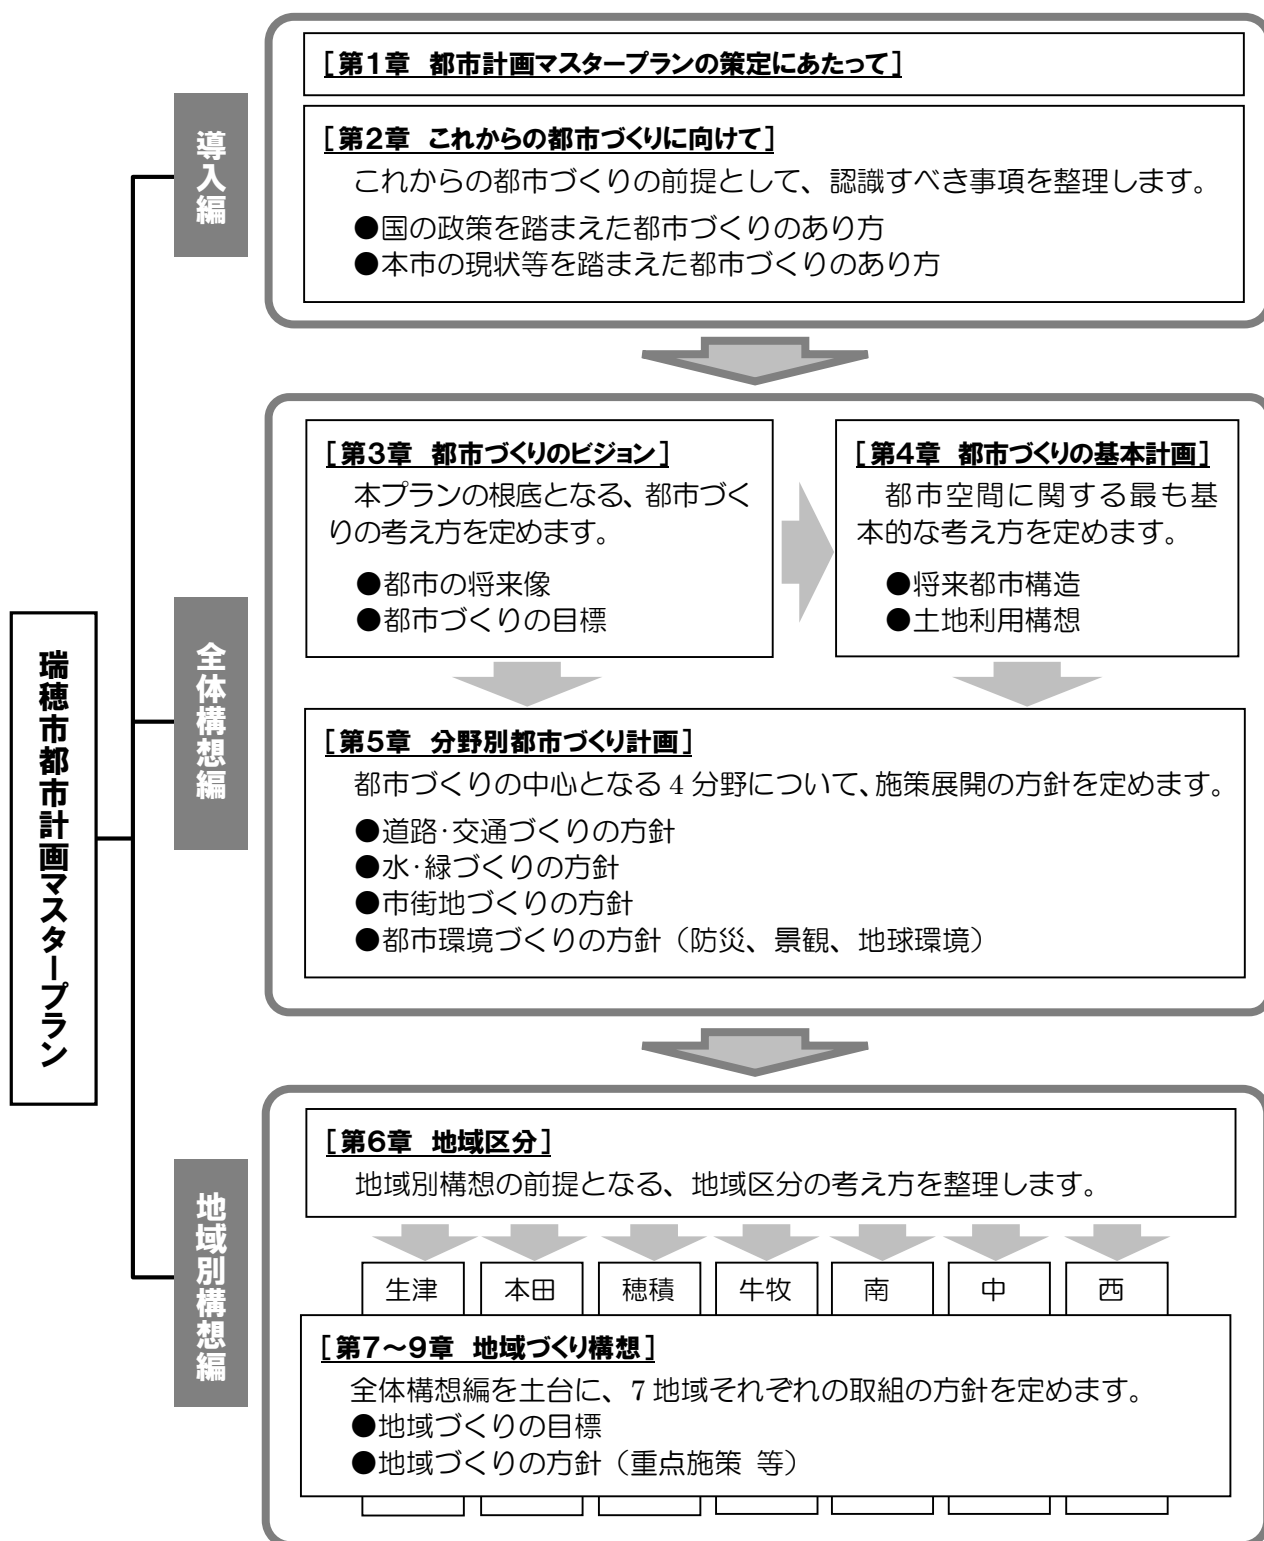 瑞穂市都市計画マスタープラン
導入編
［第1章 都市計画マスタープランの策定にあたって］
［第2章 これからの都市づくりに向けて］
これからの都市づくりの前提として、認識すべき事項を整理します。
●国の政策を踏まえた都市づくりのあり方
●本市の現状等を踏まえた都市づくりのあり方
全体構想編
［第3章 都市づくりのビジョン］
本プランの根底となる、都市づく
りの考え方を定めます。
●都市の将来像
●都市づくりの目標
［第4章 都市づくりの基本計画］
都市空間に関する最も基
本的な考え方を定めます。
●将来都市構造
●土地利用構想
［第5章 分野別都市づくり計画］
都市づくりの中心となる 4 分野について、施策展開の方針を定めます。
●道路･交通づくりの方針
●水･緑づくりの方針
●市街地づくりの方針
●都市環境づくりの方針（防災、景観、地球環境）
地域別構想編
［第6章 地域区分］
地域別構想の前提となる、地域区分の考え方を整理します。
生津
本田
穂積
牛牧
南
中
西
［第7～9章 地域づくり構想］
全体構想編を土台に、7 地域それぞれの取組の方針を定めます。
●地域づくりの目標
●地域づくりの方針（重点施策 等）